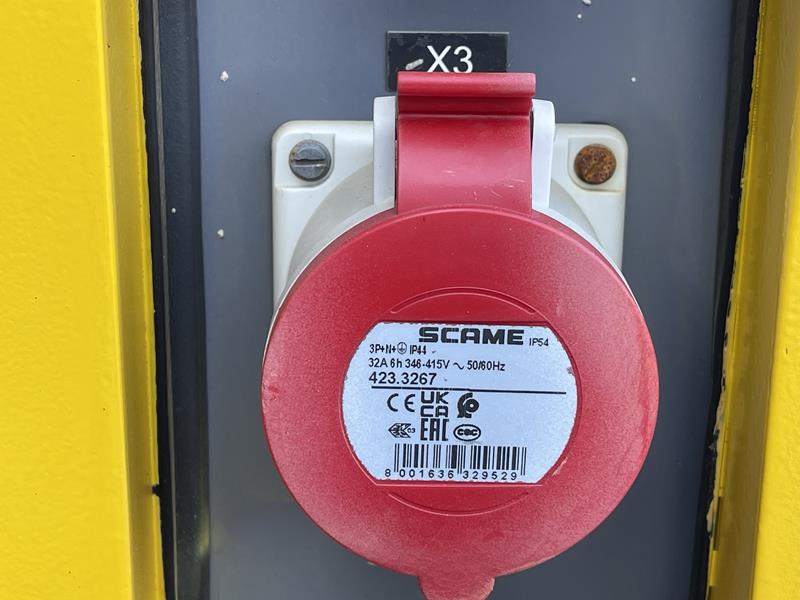 X3
SCAME IP54
3P+N+⏚ IP44
32A 6h 346-415V ~ 50/60Hz
423.3267
CE UK CA
EAC CQC
8 001636 329529